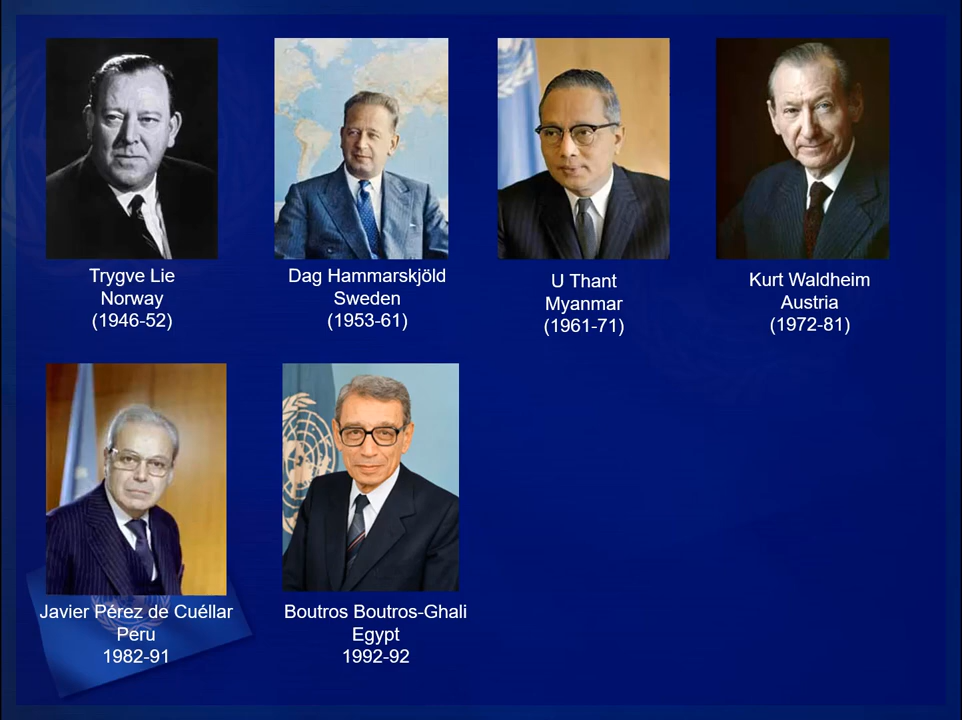 Trygve Lie
Norway
(1946-52)
Dag Hammarskjöld
Sweden
(1953-61)
U Thant
Myanmar
(1961-71)
Kurt Waldheim
Austria
(1972-81)
Javier Pérez de Cuéllar
Peru
1982-91
Boutros Boutros-Ghali
Egypt
1992-92